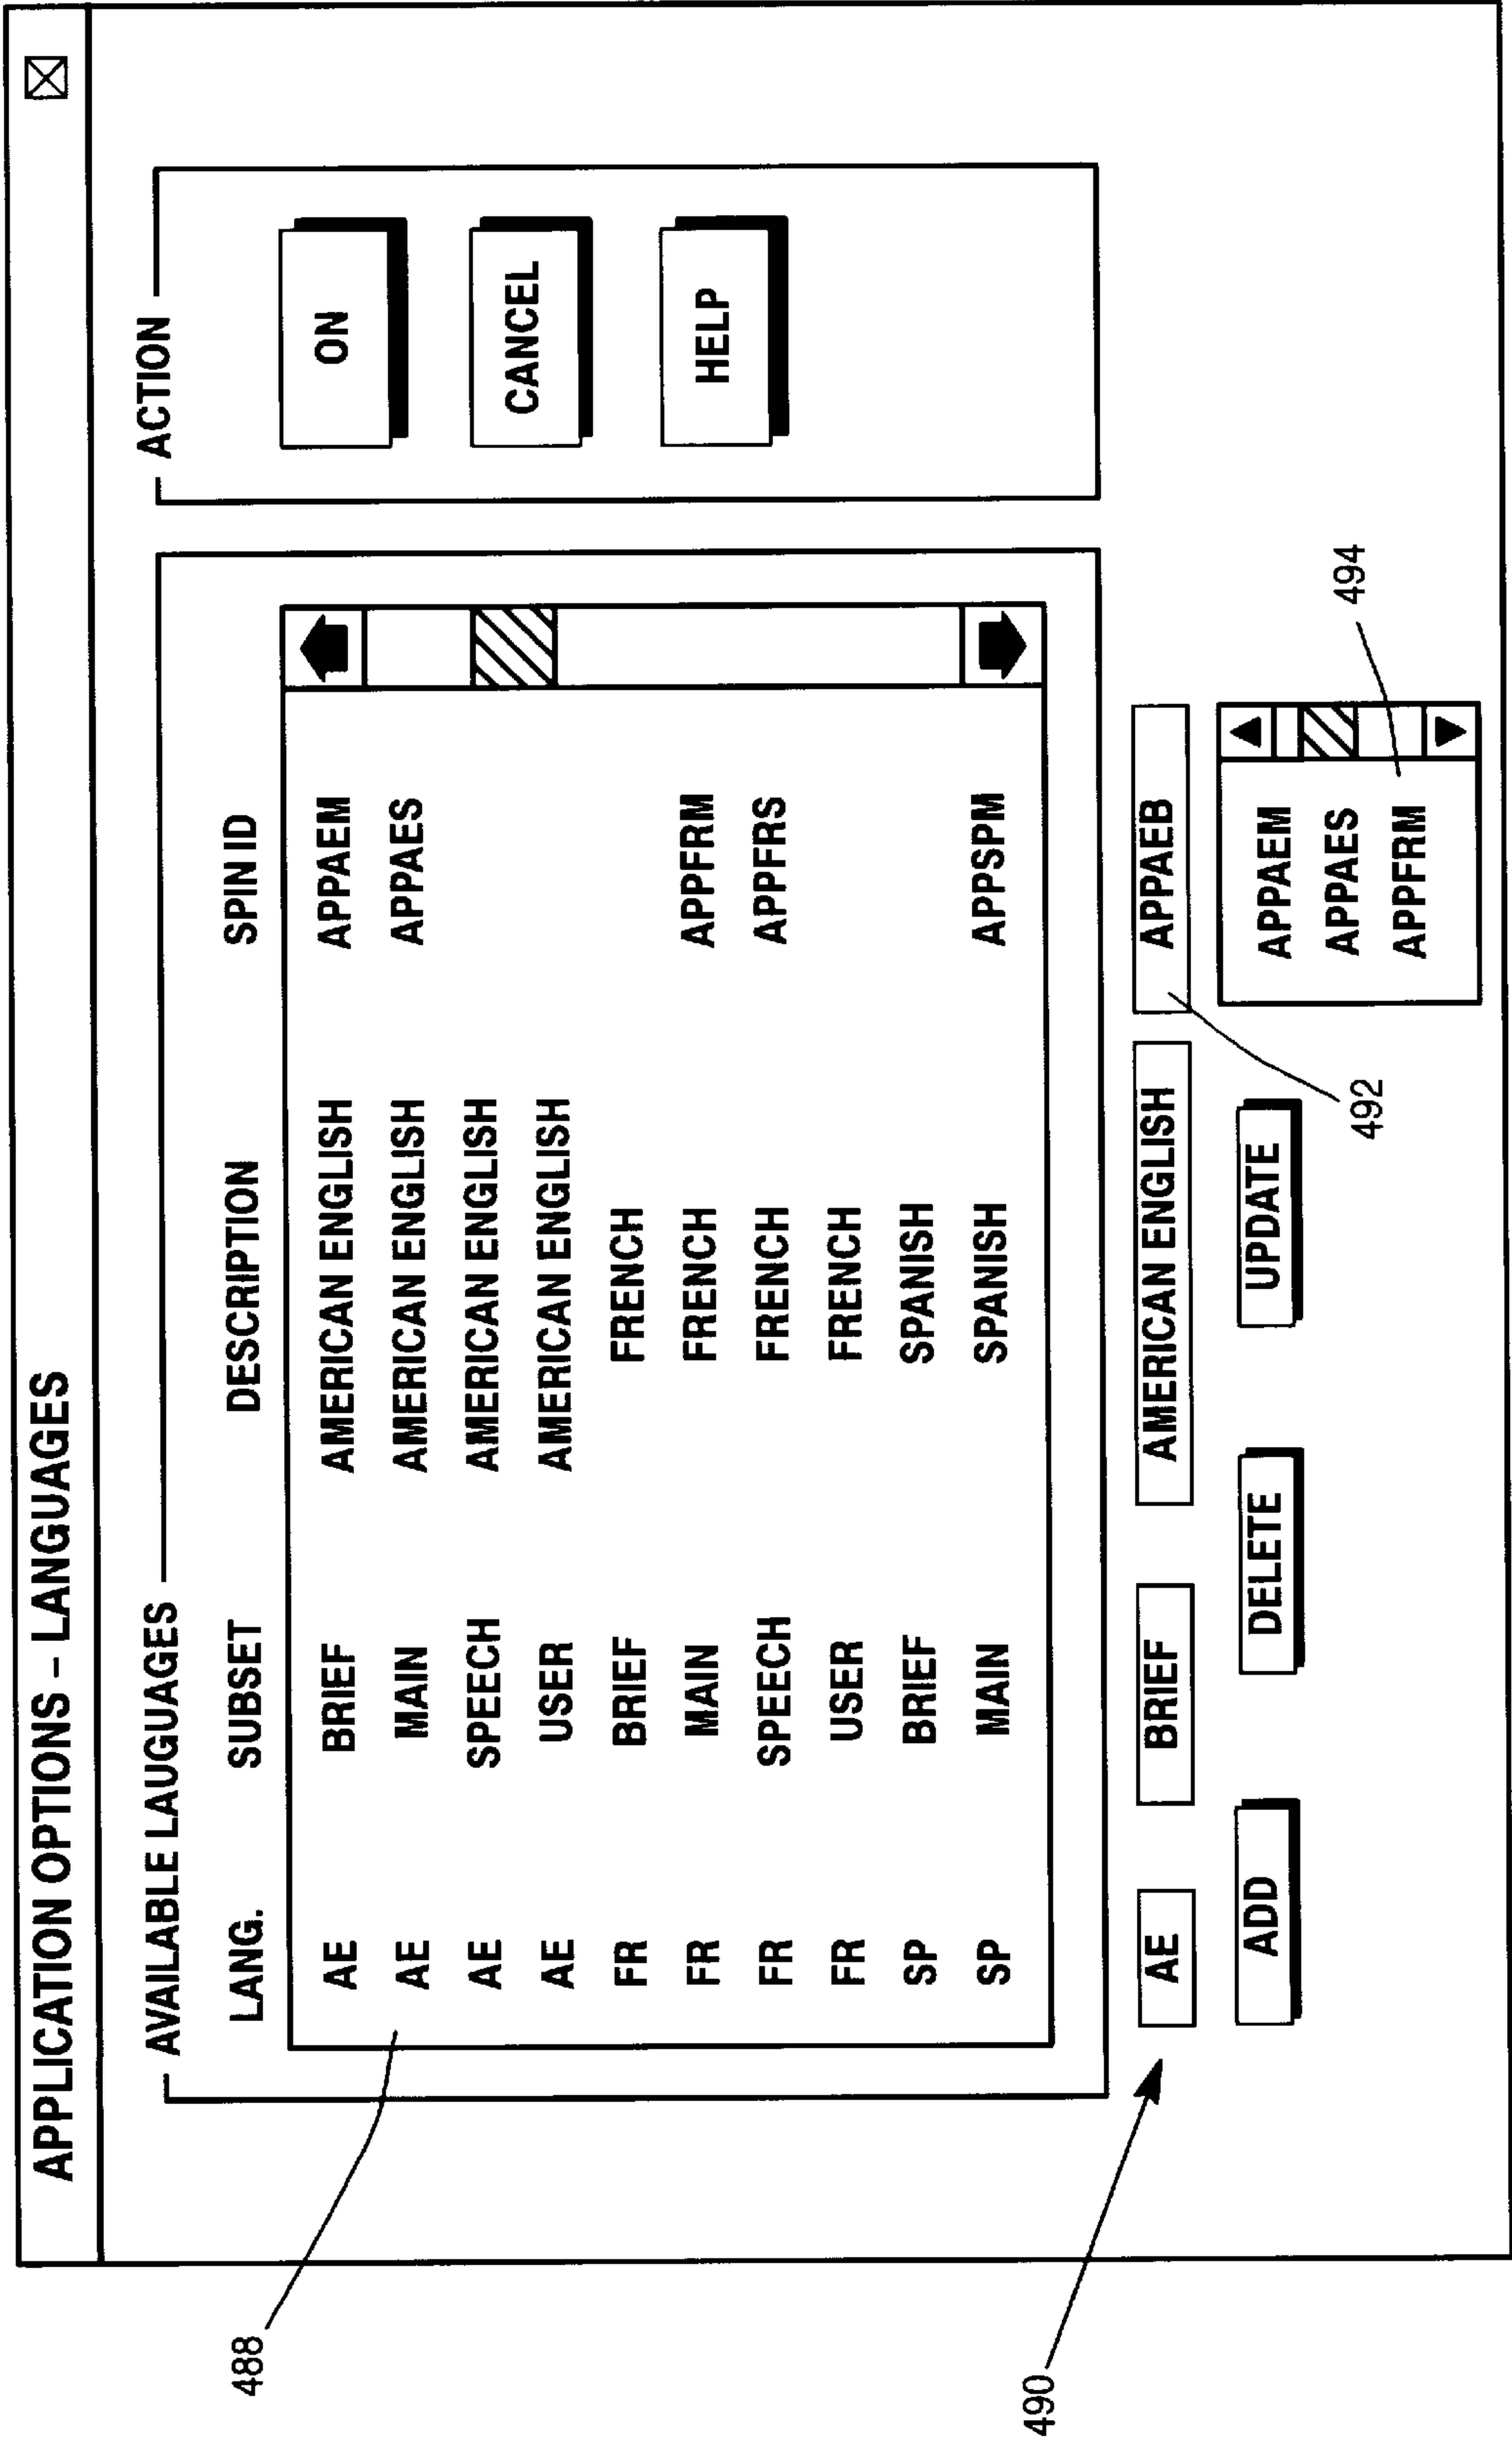 APPLICATION OPTIONS – LANGUAGES
AVAILABLE LAUGUAGES
ACTION
LANG. SUBSET DESCRIPTION SPIN ID
AE BRIEF AMERICAN ENGLISH APPAEM
AE MAIN AMERICAN ENGLISH APPAES
AE SPEECH AMERICAN ENGLISH
AE USER AMERICAN ENGLISH
FR BRIEF FRENCH
FR MAIN FRENCH APPFRM
FR SPEECH FRENCH APPFRS
FR USER FRENCH
SP BRIEF SPANISH
SP MAIN SPANISH APPSPM
ON
CANCEL
HELP
AE BRIEF AMERICAN ENGLISH APPAEB
ADD DELETE UPDATE
APPAEM
APPAES
APPFRM
488
490
492
494